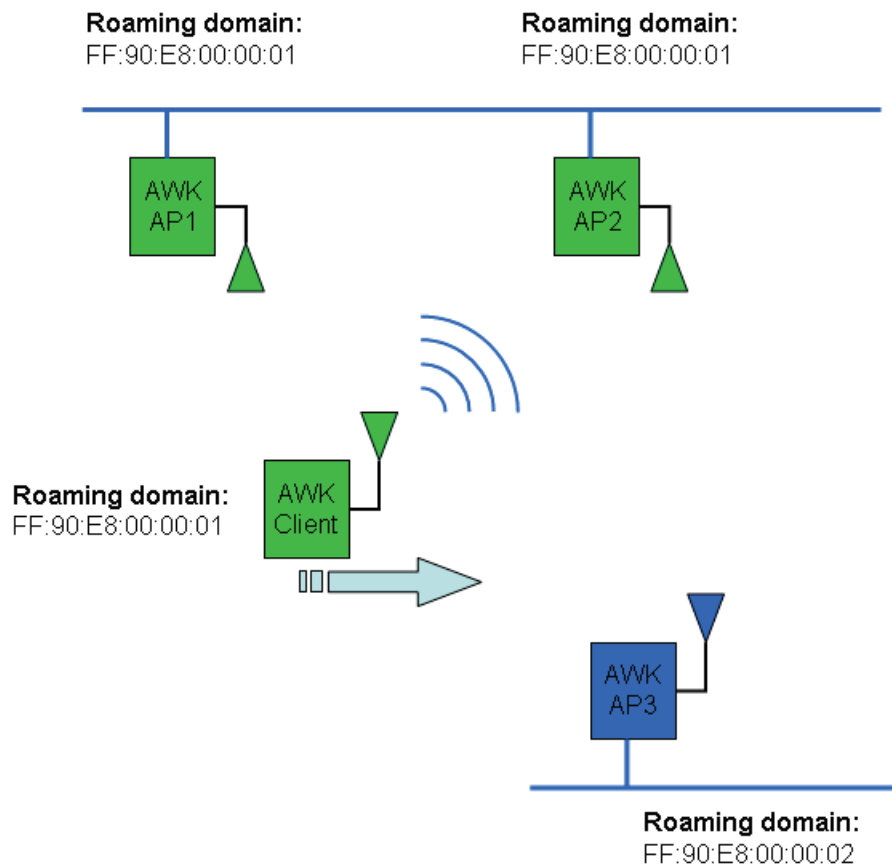 Roaming domain:
FF:90:E8:00:00:01
Roaming domain:
FF:90:E8:00:00:01
AWK
AP1
AWK
AP2
Roaming domain:
FF:90:E8:00:00:01
AWK
Client
AWK
AP3
Roaming domain:
FF:90:E8:00:00:02